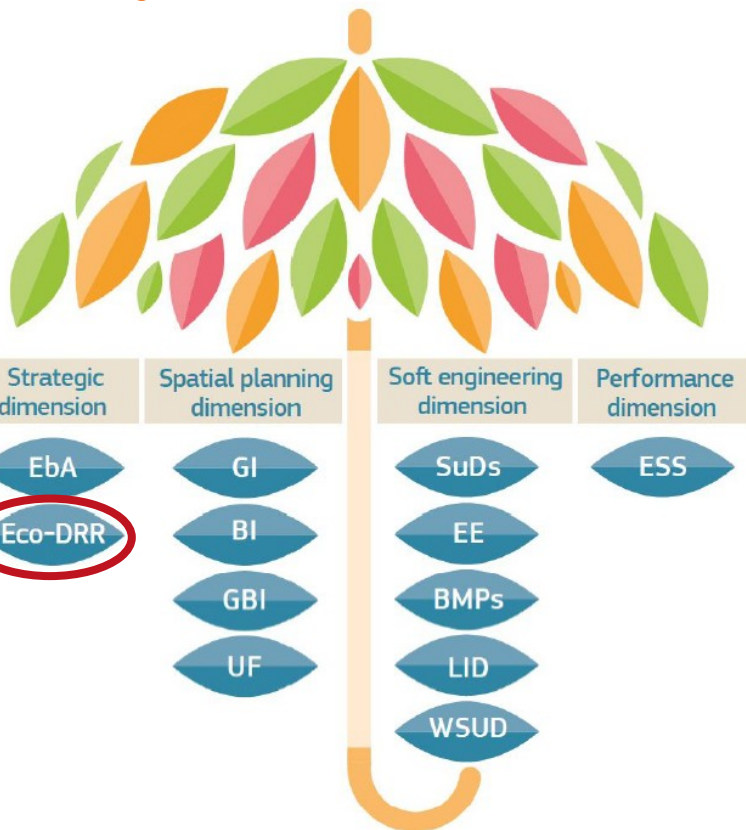 Strategic
dimension
EbA
Eco-DRR
Spatial planning
dimension
GI
BI
GBI
UF
Soft engineering
dimension
SuDs
EE
BMPs
LID
WSUD
Performance
dimension
ESS